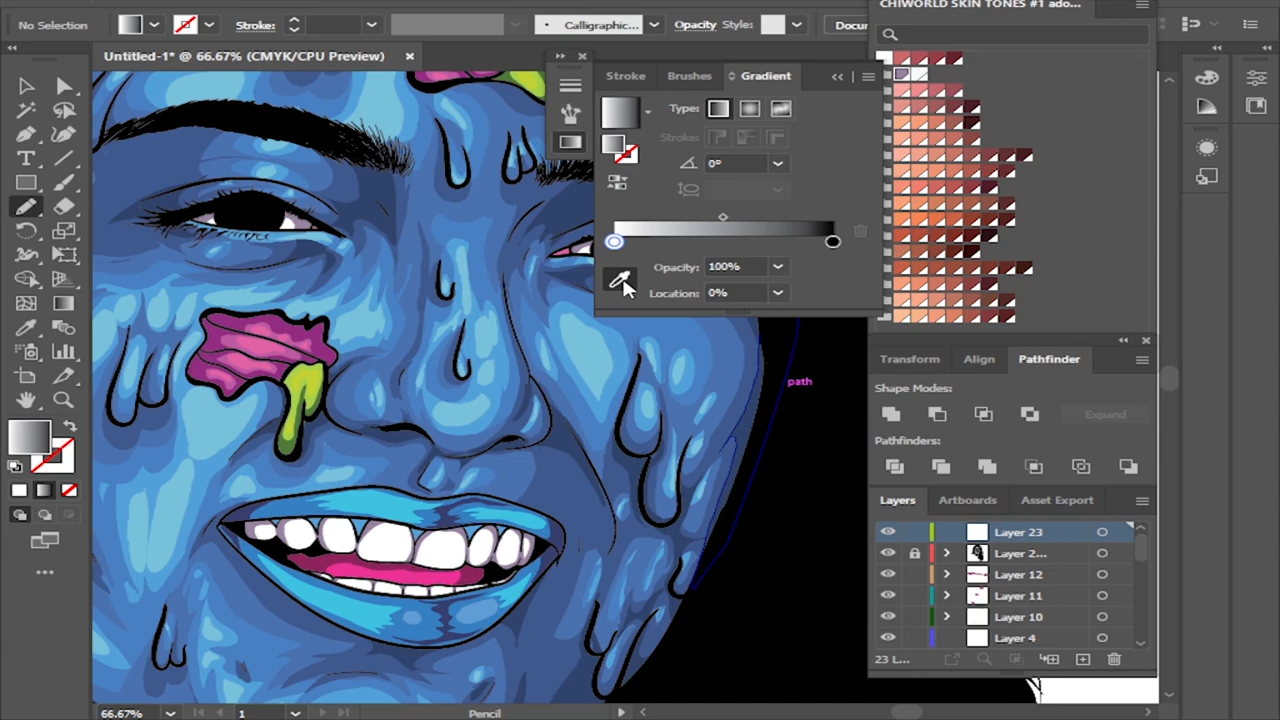 No Selection
Stroke:
Calligraphic...
Opacity
Style:
Docu
CHIWORLD SKIN TONES #1 ado...
Untitled-1* @ 66.67% (CMYK/CPU Preview)
Stroke
Brushes
Gradient
Type:
Stroke:
0°
Opacity:
100%
Location:
0%
path
Transform
Align
Pathfinder
Shape Modes:
Expand
Pathfinders:
Layers
Artboards
Asset Export
Layer 23
Layer 2...
Layer 12
Layer 11
Layer 10
Layer 4
23 L...
66.67%
1
Pencil